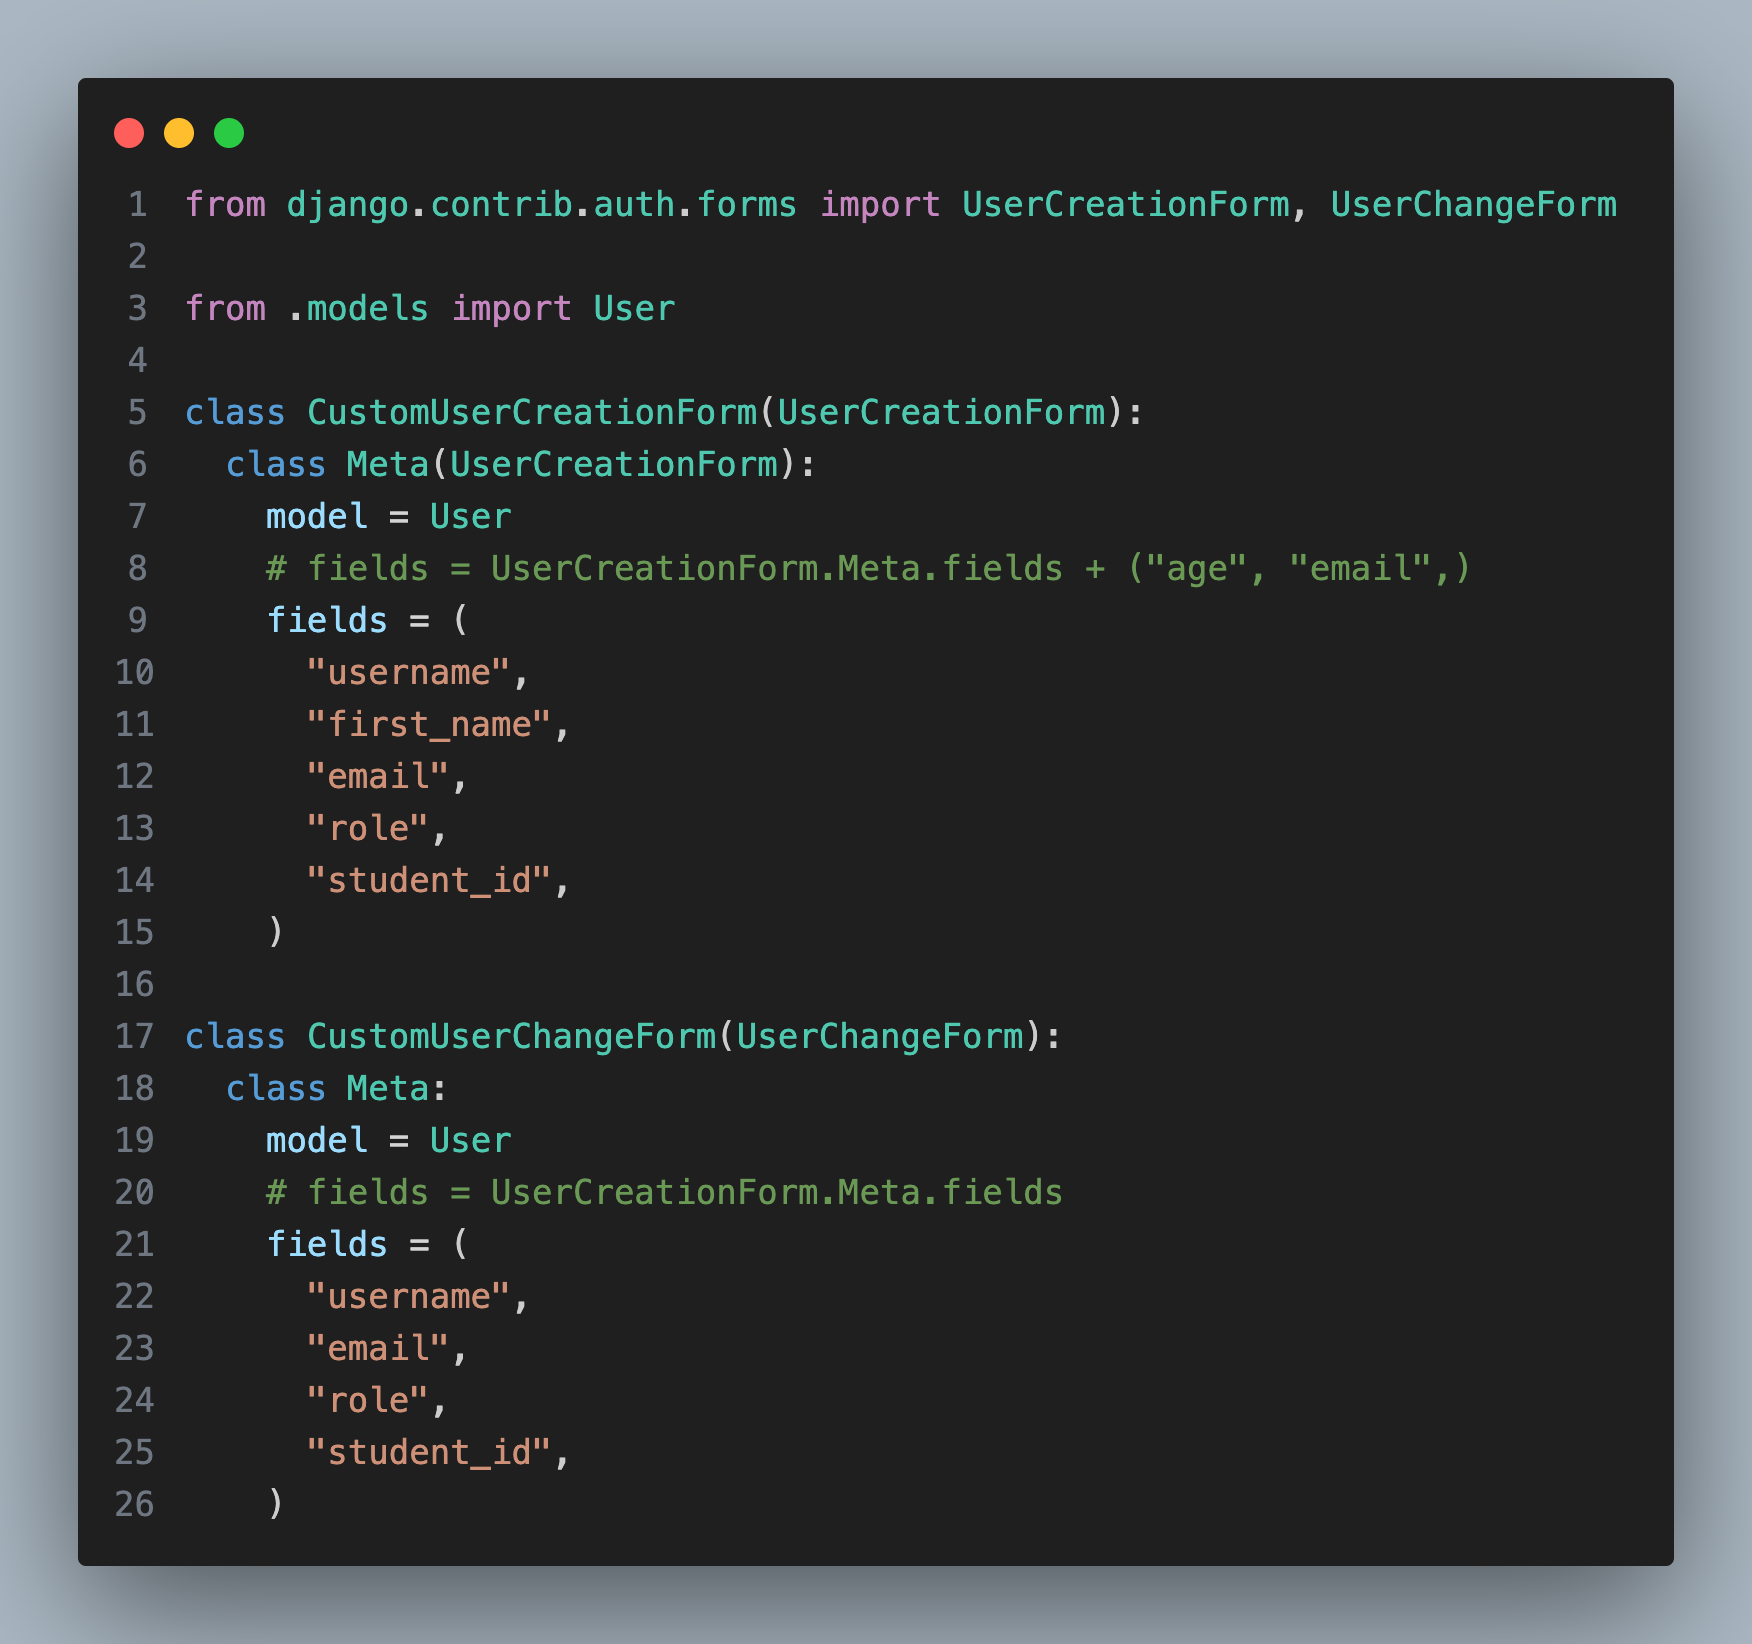 1 from django.contrib.auth.forms import UserCreationForm, UserChangeForm
2
3 from .models import User
4
5 class CustomUserCreationForm(UserCreationForm):
6   class Meta(UserCreationForm):
7     model = User
8     # fields = UserCreationForm.Meta.fields + ("age", "email",)
9     fields = (
10       "username",
11       "first_name",
12       "email",
13       "role",
14       "student_id",
15     )
16
17 class CustomUserChangeForm(UserChangeForm):
18   class Meta:
19     model = User
20     # fields = UserCreationForm.Meta.fields
21     fields = (
22       "username",
23       "email",
24       "role",
25       "student_id",
26     )